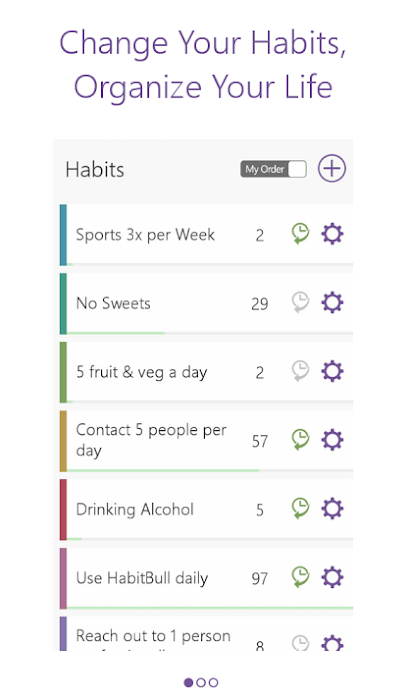 Change Your Habits,
Organize Your Life
Habits
My Order
Sports 3x per Week 2
No Sweets 29
5 fruit & veg a day 2
Contact 5 people per
day 57
Drinking Alcohol 5
Use HabitBull daily 97
Reach out to 1 person 8